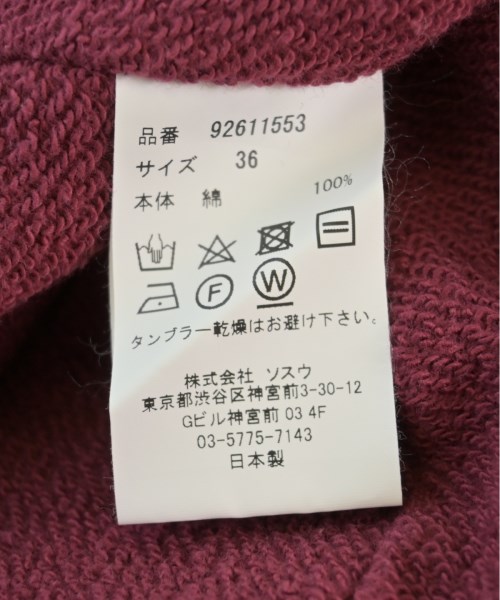 品番 92611553
サイズ 36
本体 綿 100%
F W
タンブラー乾燥はお避け下さい。
株式会社 ソスウ
東京都渋谷区神宮前3-30-12
Gビル神宮前 03 4F
03-5775-7143
日本製